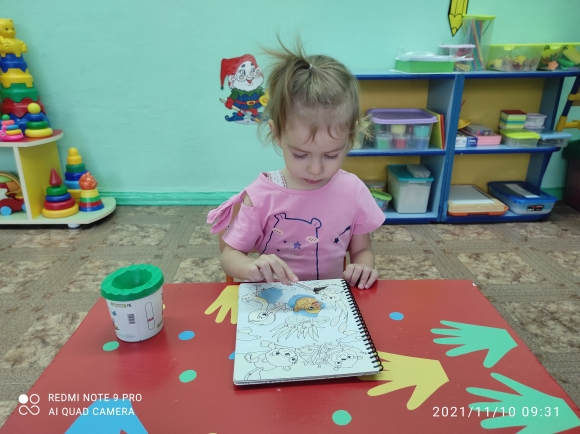 REDMI NOTE 9 PRO
AI QUAD CAMERA
2021/11/10 09:31